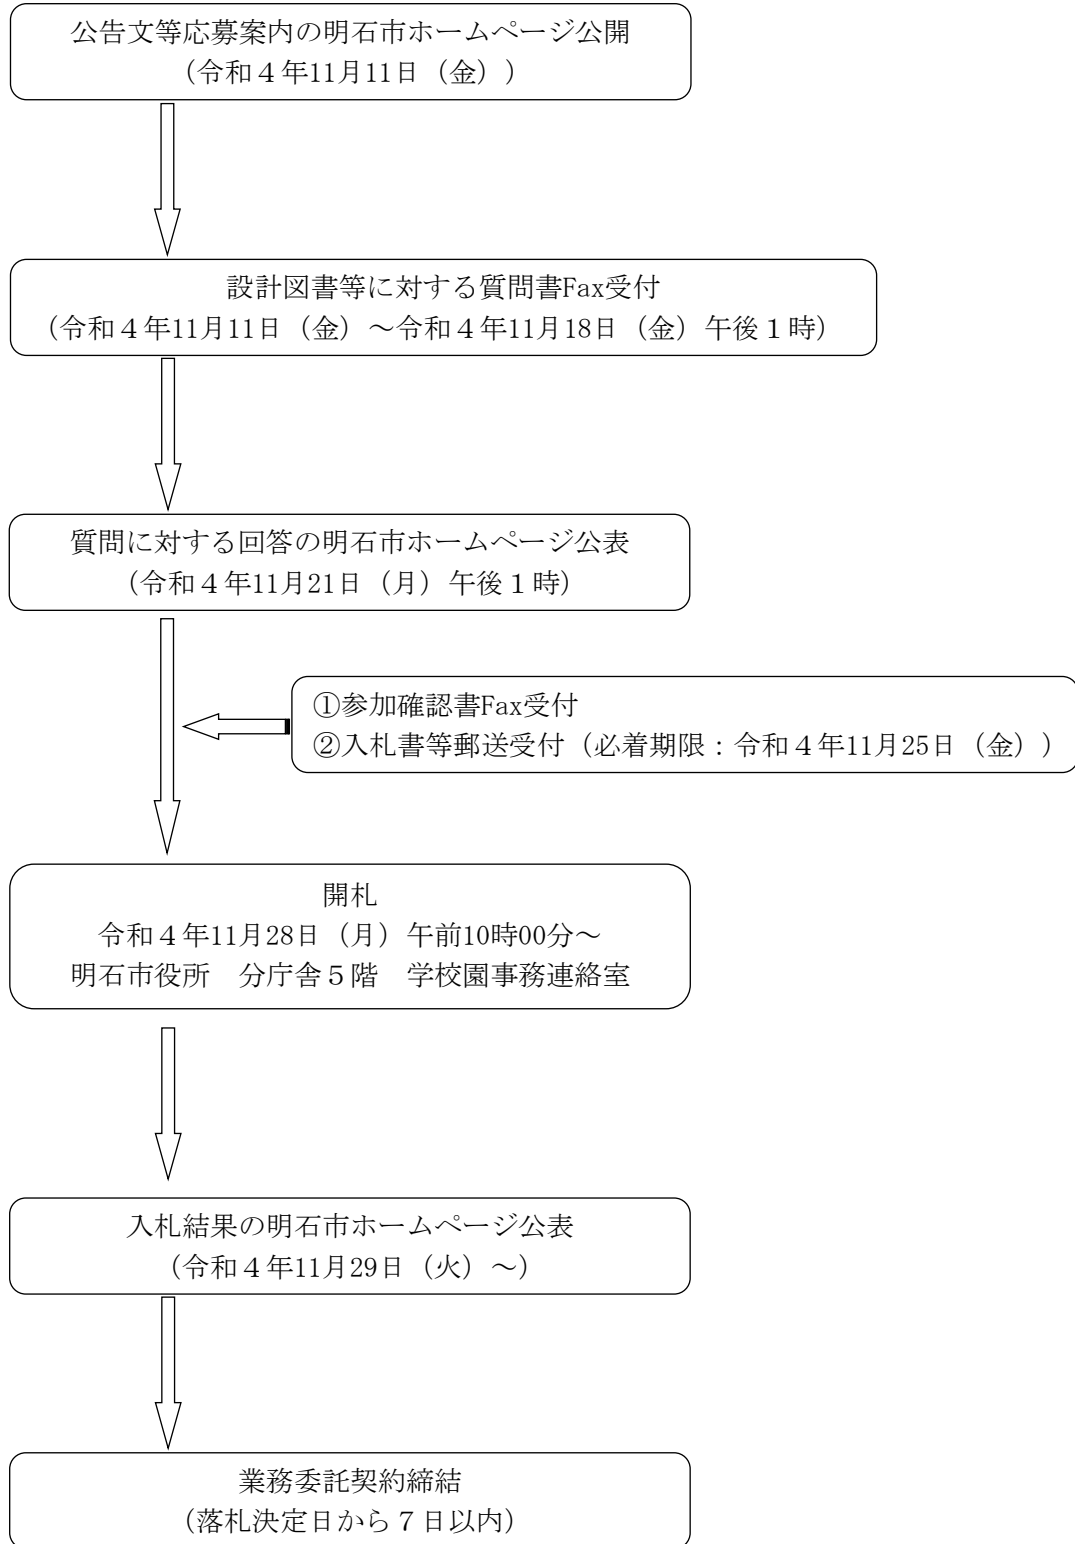 公告文等応募案内の明石市ホームページ公開
（令和４年11月11日（金））
設計図書等に対する質問書Fax受付
（令和４年11月11日（金）～令和４年11月18日（金）午後１時）
質問に対する回答の明石市ホームページ公表
（令和４年11月21日（月）午後１時）
①参加確認書Fax受付
②入札書等郵送受付（必着期限：令和４年11月25日（金））
開札
令和４年11月28日（月）午前10時00分～
明石市役所　分庁舎５階　学校園事務連絡室
入札結果の明石市ホームページ公表
（令和４年11月29日（火）～）
業務委託契約締結
（落札決定日から７日以内）